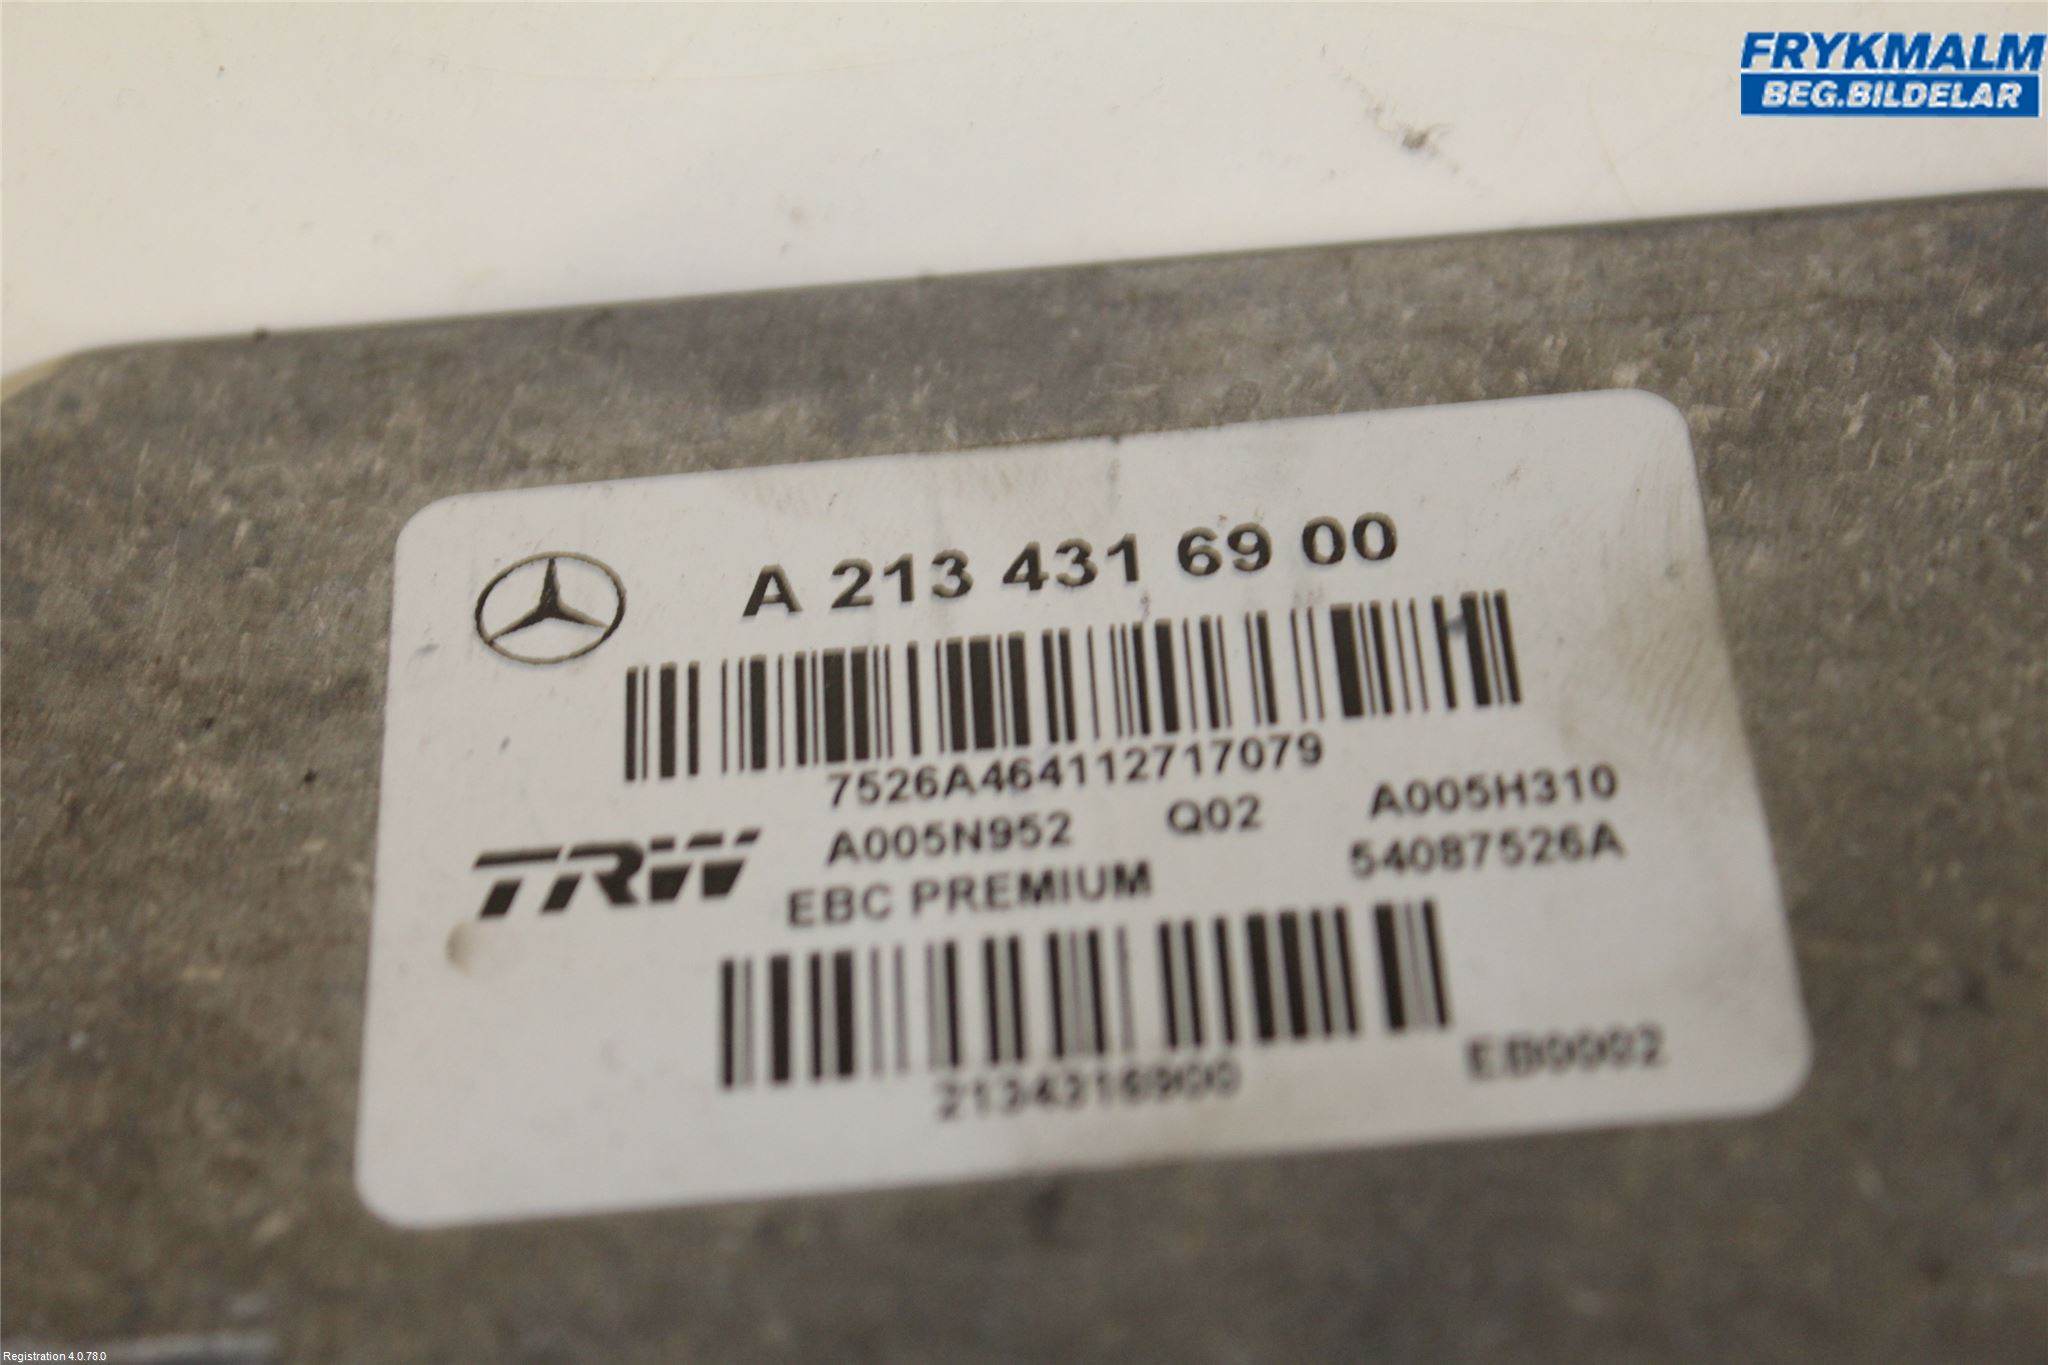 FRYKMALM
BEG.BILDELAR
A 213 431 69 00
7526A464112717079
TRW
A005N952 Q02 A005H310
EBC PREMIUM 54087526A
2134316900
EB0002
Registration 4.0.78.0